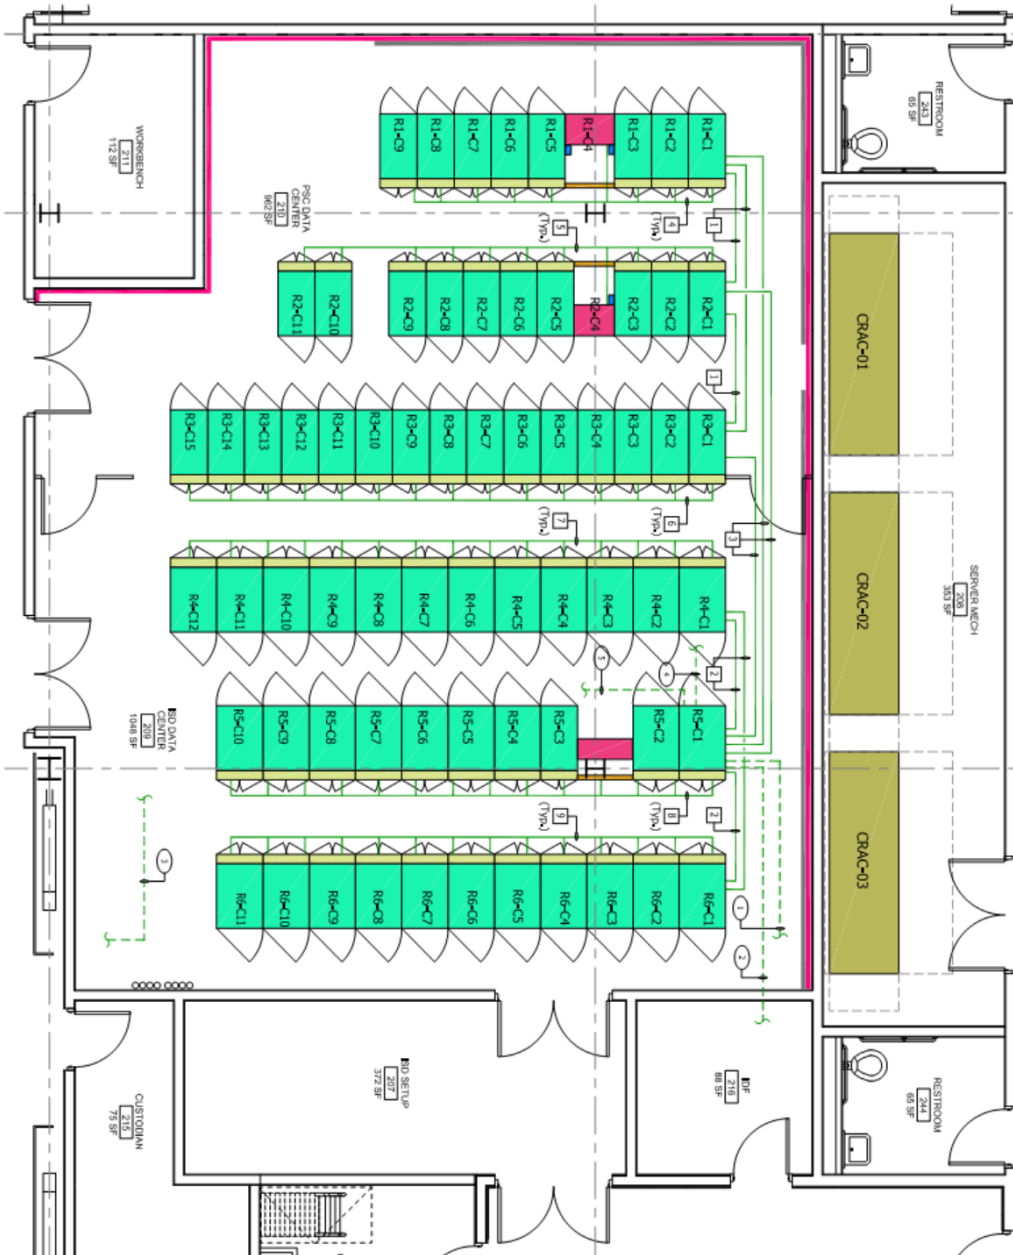 RESTROOM
243
65 SF
WORKBENCH
211
112 SF
PSC DATA
CENTER
210
962 SF
R1-C9
R1-C8
R1-C7
R1-C6
R1-C5
R1-C4
R1-C3
R1-C2
R1-C1
5
(Typ.)
4
(Typ.)
1
R2-C11
R2-C10
R2-C9
R2-C8
R2-C7
R2-C6
R2-C5
R2-C4
R2-C3
R2-C2
R2-C1
CRAC-01
1
R3-C15
R3-C14
R3-C13
R3-C12
R3-C11
R3-C10
R3-C9
R3-C8
R3-C7
R3-C6
R3-C5
R3-C4
R3-C3
R3-C2
R3-C1
7
(Typ.)
6
(Typ.)
3
R4-C12
R4-C11
R4-C10
R4-C9
R4-C8
R4-C7
R4-C6
R4-C5
R4-C4
R4-C3
R4-C2
R4-C1
CRAC-02
SERVER MECH
208
353 SF
5
4
2
ISD DATA
CENTER
209
1048 SF
R5-C10
R5-C9
R5-C8
R5-C7
R5-C6
R5-C5
R5-C4
R5-C3
R5-C2
R5-C1
9
(Typ.)
8
(Typ.)
2
3
R6-C11
R6-C10
R6-C9
R6-C8
R6-C7
R6-C6
R6-C5
R6-C4
R6-C3
R6-C2
R6-C1
CRAC-03
1
2
ISD SETUP
207
372 SF
IDF
216
88 SF
CUSTODIAN
215
75 SF
RESTROOM
244
65 SF